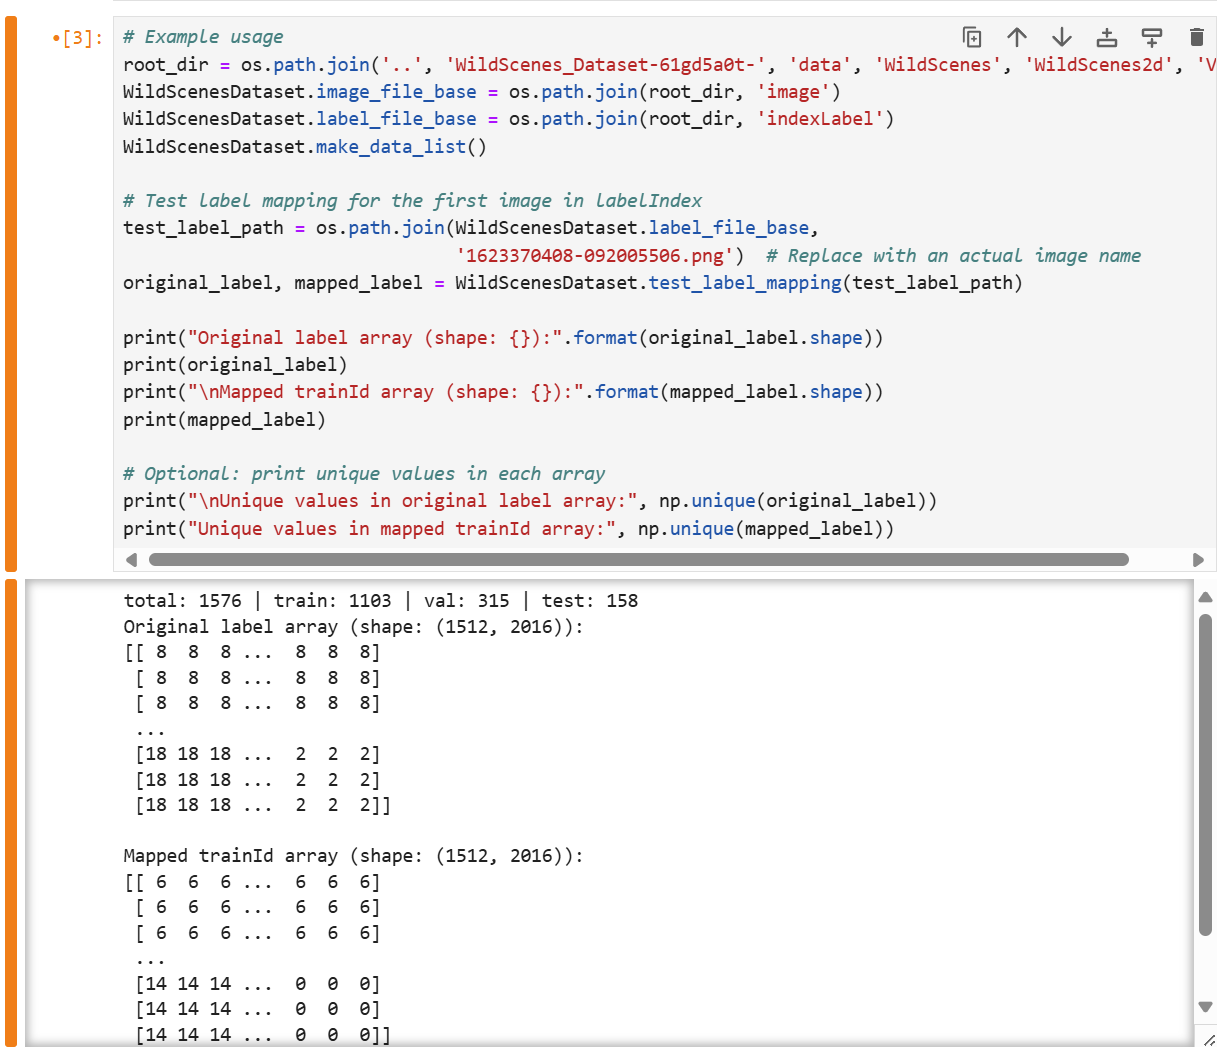 •[3]:
# Example usage
root_dir = os.path.join('..', 'WildScenes_Dataset-61gd5a0t-', 'data', 'WildScenes', 'WildScenes2d', 'V
WildScenesDataset.image_file_base = os.path.join(root_dir, 'image')
WildScenesDataset.label_file_base = os.path.join(root_dir, 'indexLabel')
WildScenesDataset.make_data_list()

# Test label mapping for the first image in labelIndex
test_label_path = os.path.join(WildScenesDataset.label_file_base,
                               '1623370408-092005506.png')  # Replace with an actual image name
original_label, mapped_label = WildScenesDataset.test_label_mapping(test_label_path)

print("Original label array (shape: {}):".format(original_label.shape))
print(original_label)
print("\nMapped trainId array (shape: {}):".format(mapped_label.shape))
print(mapped_label)

# Optional: print unique values in each array
print("\nUnique values in original label array:", np.unique(original_label))
print("Unique values in mapped trainId array:", np.unique(mapped_label))
total: 1576 | train: 1103 | val: 315 | test: 158
Original label array (shape: (1512, 2016)):
[[ 8  8  8 ...  8  8  8]
 [ 8  8  8 ...  8  8  8]
 [ 8  8  8 ...  8  8  8]
 ...
 [18 18 18 ...  2  2  2]
 [18 18 18 ...  2  2  2]
 [18 18 18 ...  2  2  2]]

Mapped trainId array (shape: (1512, 2016)):
[[ 6  6  6 ...  6  6  6]
 [ 6  6  6 ...  6  6  6]
 [ 6  6  6 ...  6  6  6]
 ...
 [14 14 14 ...  0  0  0]
 [14 14 14 ...  0  0  0]
 [14 14 14 ...  0  0  0]]